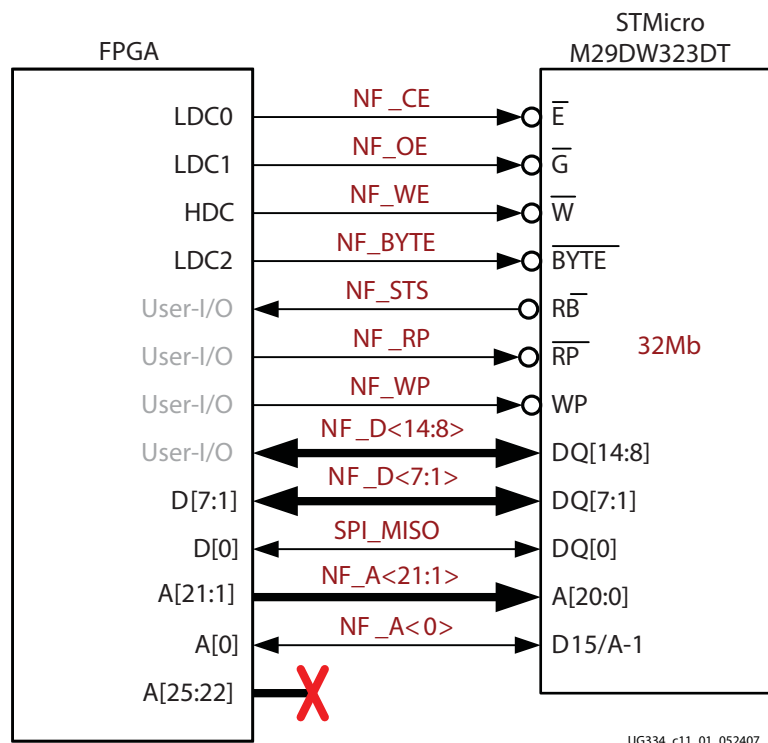 STMicro
FPGA M29DW323DT
LDC0 NF_CE E̅
LDC1 NF_OE G̅
HDC NF_WE W̅
LDC2 NF_BYTE B̅Y̅T̅E̅
User-I/O NF_STS RB̅
User-I/O NF_RP R̅P̅ 32Mb
User-I/O NF_WP WP
User-I/O NF_D<14:8> DQ[14:8]
D[7:1] NF_D<7:1> DQ[7:1]
D[0] SPI_MISO DQ[0]
A[21:1] NF_A<21:1> A[20:0]
A[0] NF_A<0> D15/A-1
A[25:22]
UG334_c11_01_052407